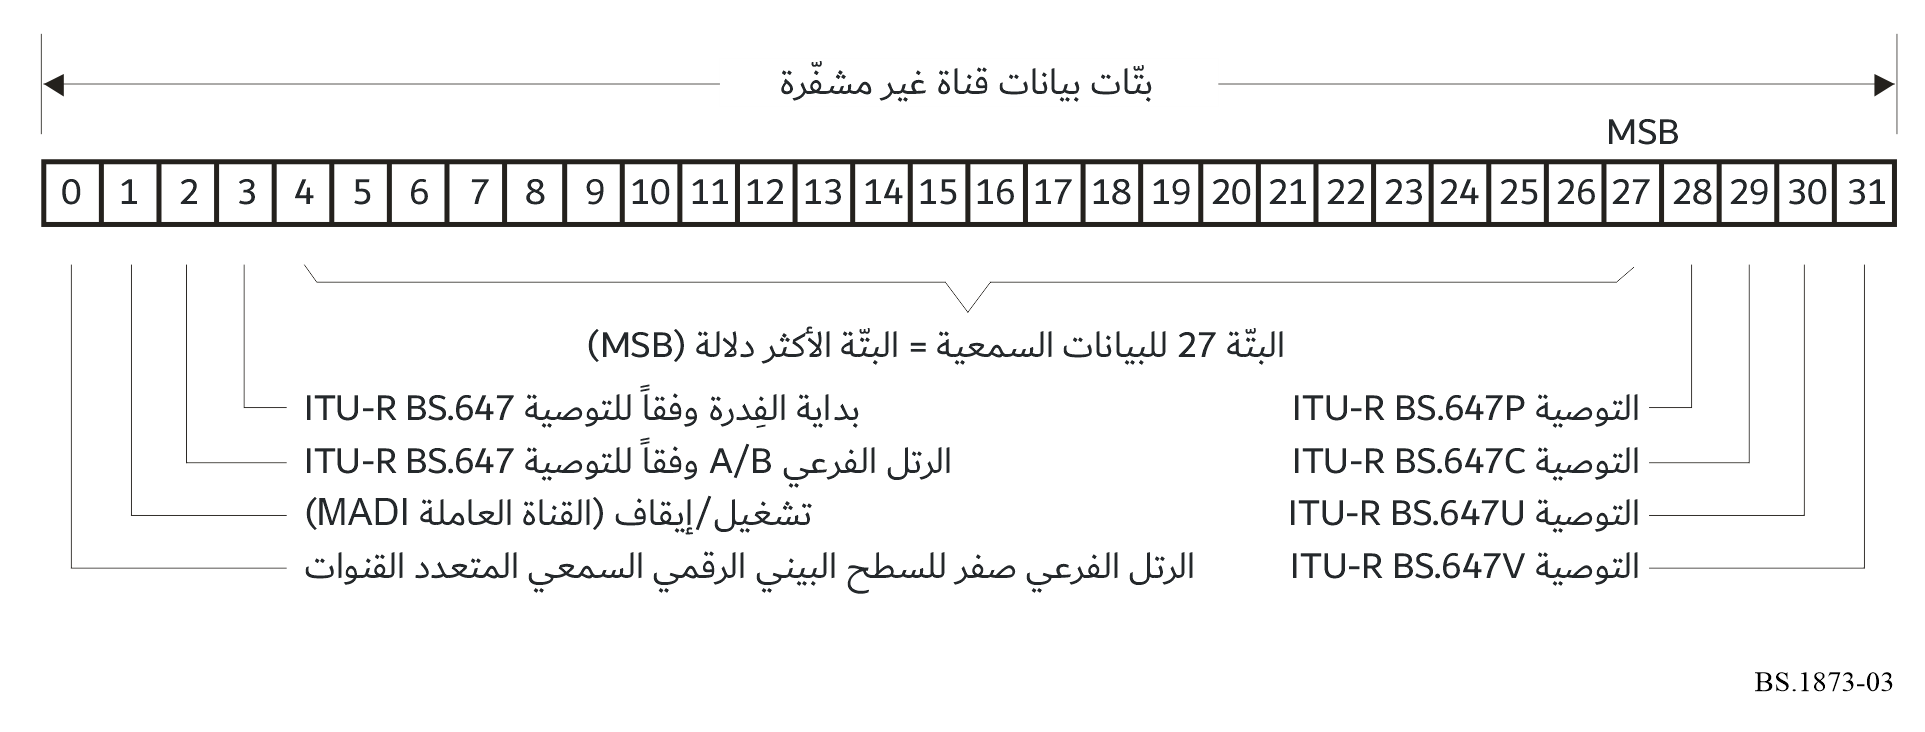 بتّات بيانات قناة غير مشفّرة
MSB
0 1 2 3 4 5 6 7 8 9 10 11 12 13 14 15 16 17 18 19 20 21 22 23 24 25 26 27 28 29 30 31
البتّة 27 للبيانات السمعية = البتّة الأكثر دلالة (MSB)
بداية الفِدرة وفقاً للتوصية ITU-R BS.647
التوصية ITU-R BS.647P
الرتل الفرعي A/B وفقاً للتوصية ITU-R BS.647
التوصية ITU-R BS.647C
تشغيل/إيقاف (القناة العاملة MADI)
التوصية ITU-R BS.647U
الرتل الفرعي صفر للسطح البيني الرقمي السمعي المتعدد القنوات
التوصية ITU-R BS.647V
BS.1873-03